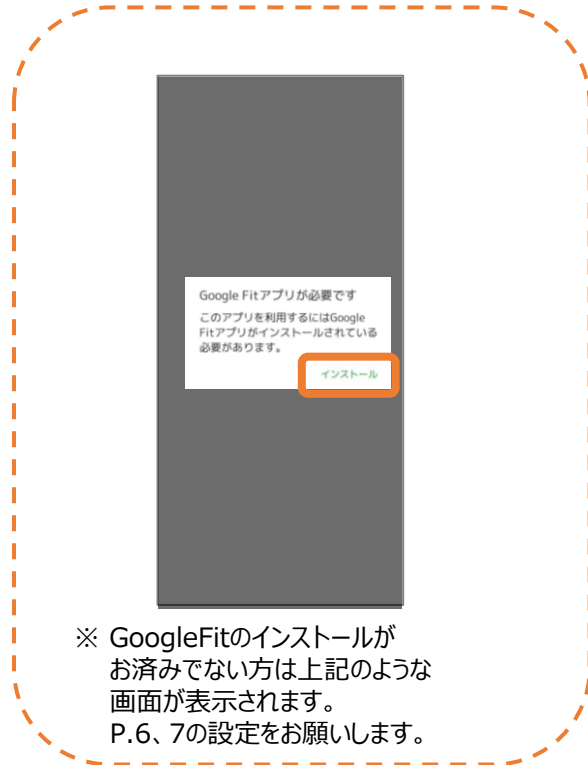 Google Fitアプリが必要です
このアプリを利用するにはGoogle
Fitアプリがインストールされている
必要があります。
インストール
※ GoogleFitのインストールが
お済みでない方は上記のような
画面が表示されます。
P.6、7の設定をお願いします。